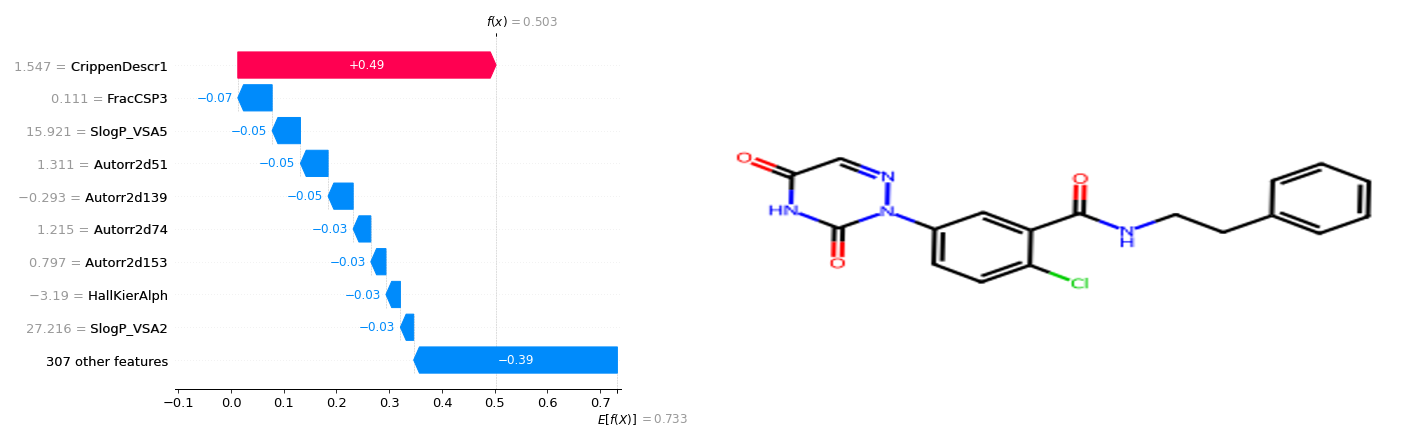 f(x) = 0.503
1.547 = CrippenDescr1
+0.49
0.111 = FracCSP3
−0.07
15.921 = SlogP_VSA5
−0.05
1.311 = Autorr2d51
−0.05
−0.293 = Autorr2d139
−0.05
1.215 = Autorr2d74
−0.03
0.797 = Autorr2d153
−0.03
−3.19 = HallKierAlph
−0.03
27.216 = SlogP_VSA2
−0.03
307 other features
−0.39
−0.1 0.0 0.1 0.2 0.3 0.4 0.5 0.6 0.7
E[f(X)] = 0.733
O
N
HN
N
O
O
N
H
Cl